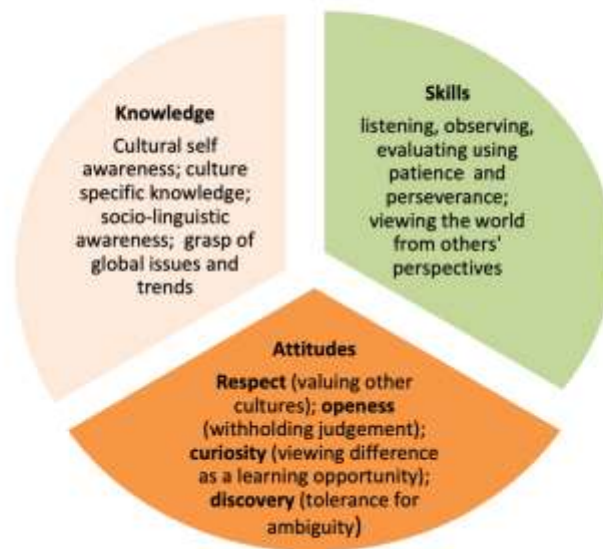 Knowledge
Cultural self
awareness; culture
specific knowledge;
socio-linguistic
awareness; grasp of
global issues and
trends
Skills
listening, observing,
evaluating using
patience and
perseverance;
viewing the world
from others'
perspectives
Attitudes
Respect (valuing other
cultures); openess
(withholding judgement);
curiosity (viewing difference
as a learning opportunity);
discovery (tolerance for
ambiguity)